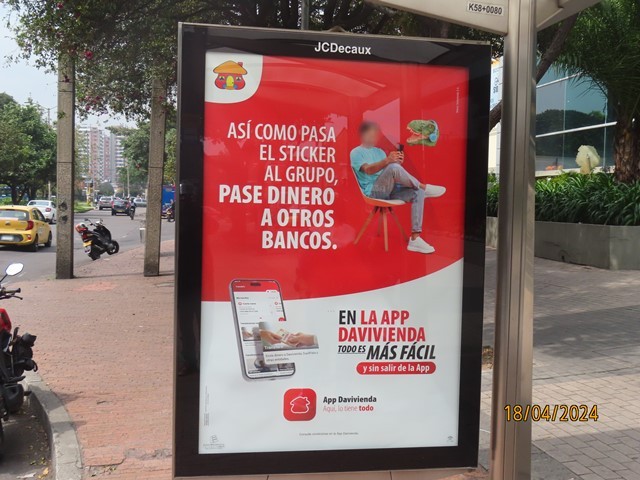 K58+0080
JCDecaux
ASÍ COMO PASA
EL STICKER
AL GRUPO,
PASE DINERO
A OTROS
BANCOS.
EN LA APP
DAVIVIENDA
TODO ES MÁS FÁCIL
y sin salir de la App
App Davivienda
Aquí, lo tiene todo
18/04/2024